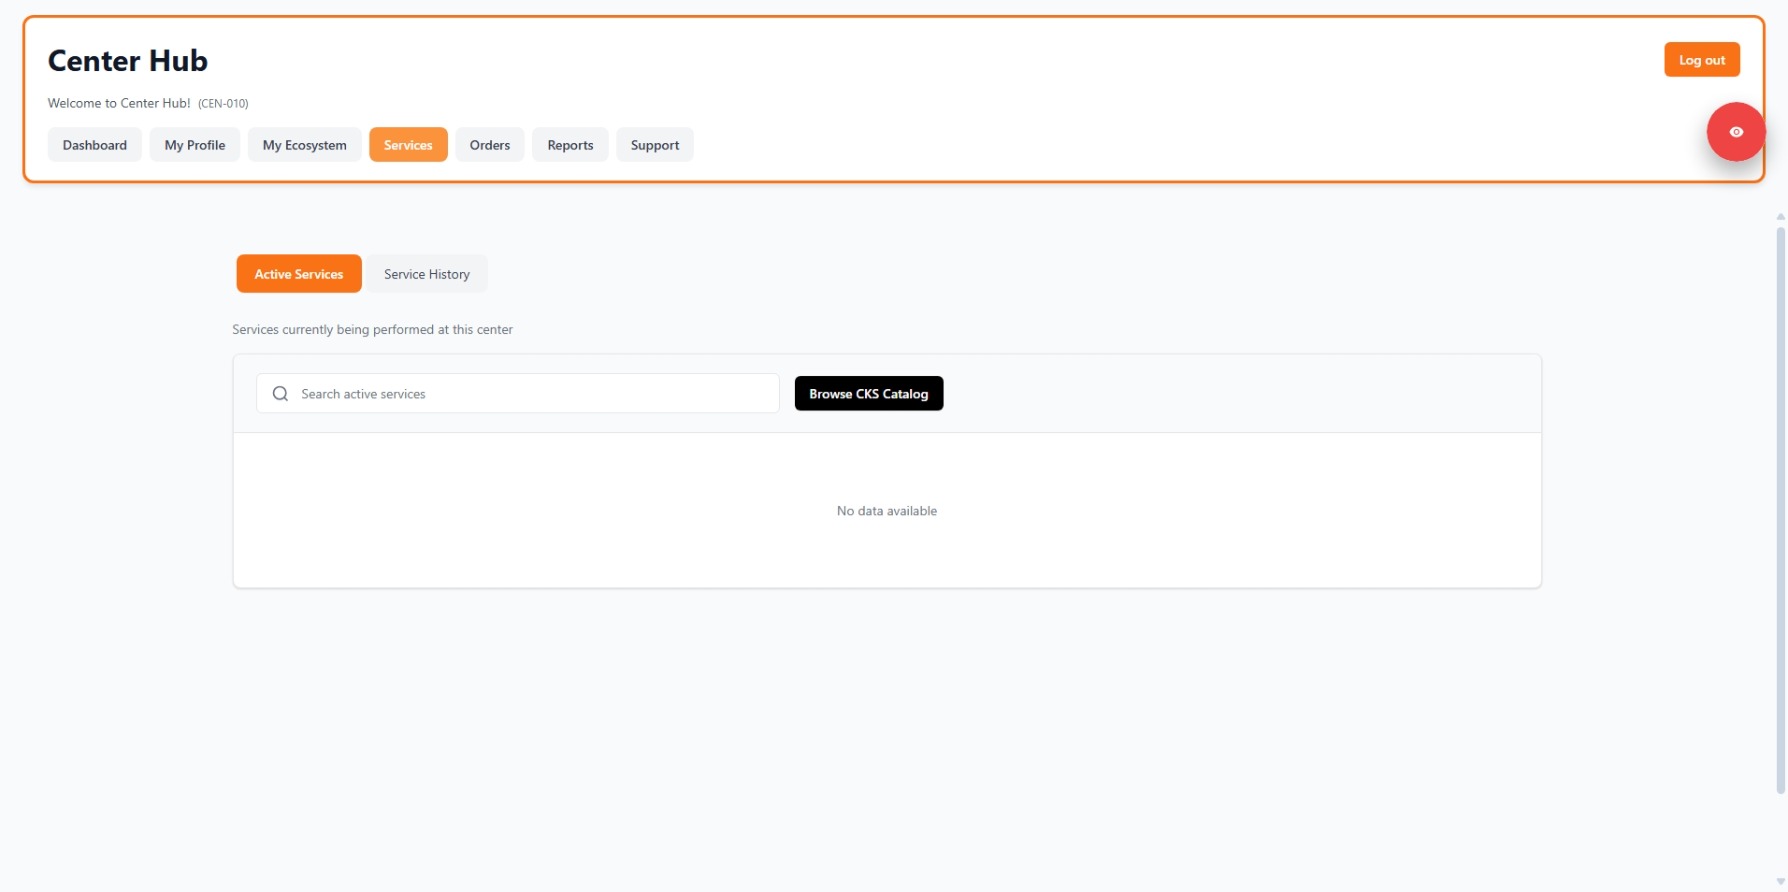 Center Hub
Log out
Welcome to Center Hub! (CEN-010)
Dashboard My Profile My Ecosystem Services Orders Reports Support
Active Services Service History
Services currently being performed at this center
Search active services Browse CKS Catalog
No data available